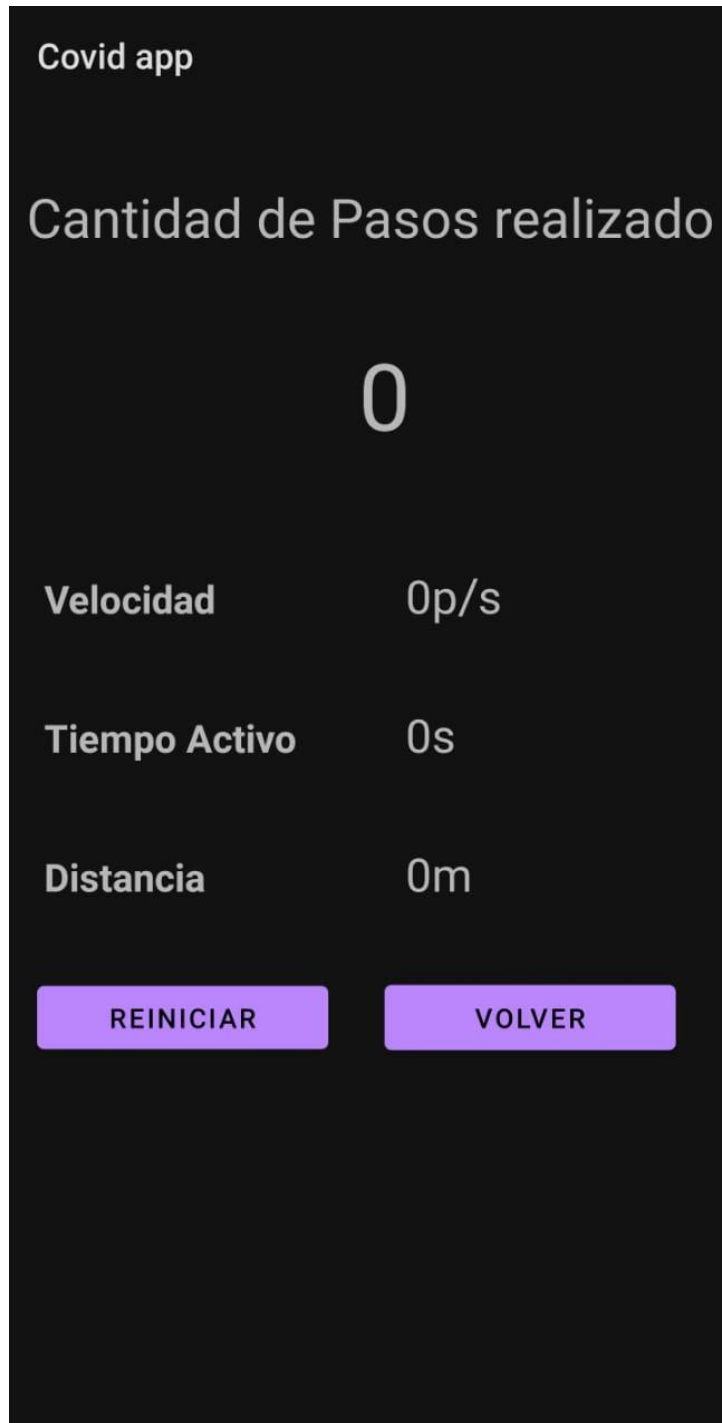 Covid app
Cantidad de Pasos realizado
0
Velocidad 0p/s
Tiempo Activo 0s
Distancia 0m
REINICIAR VOLVER